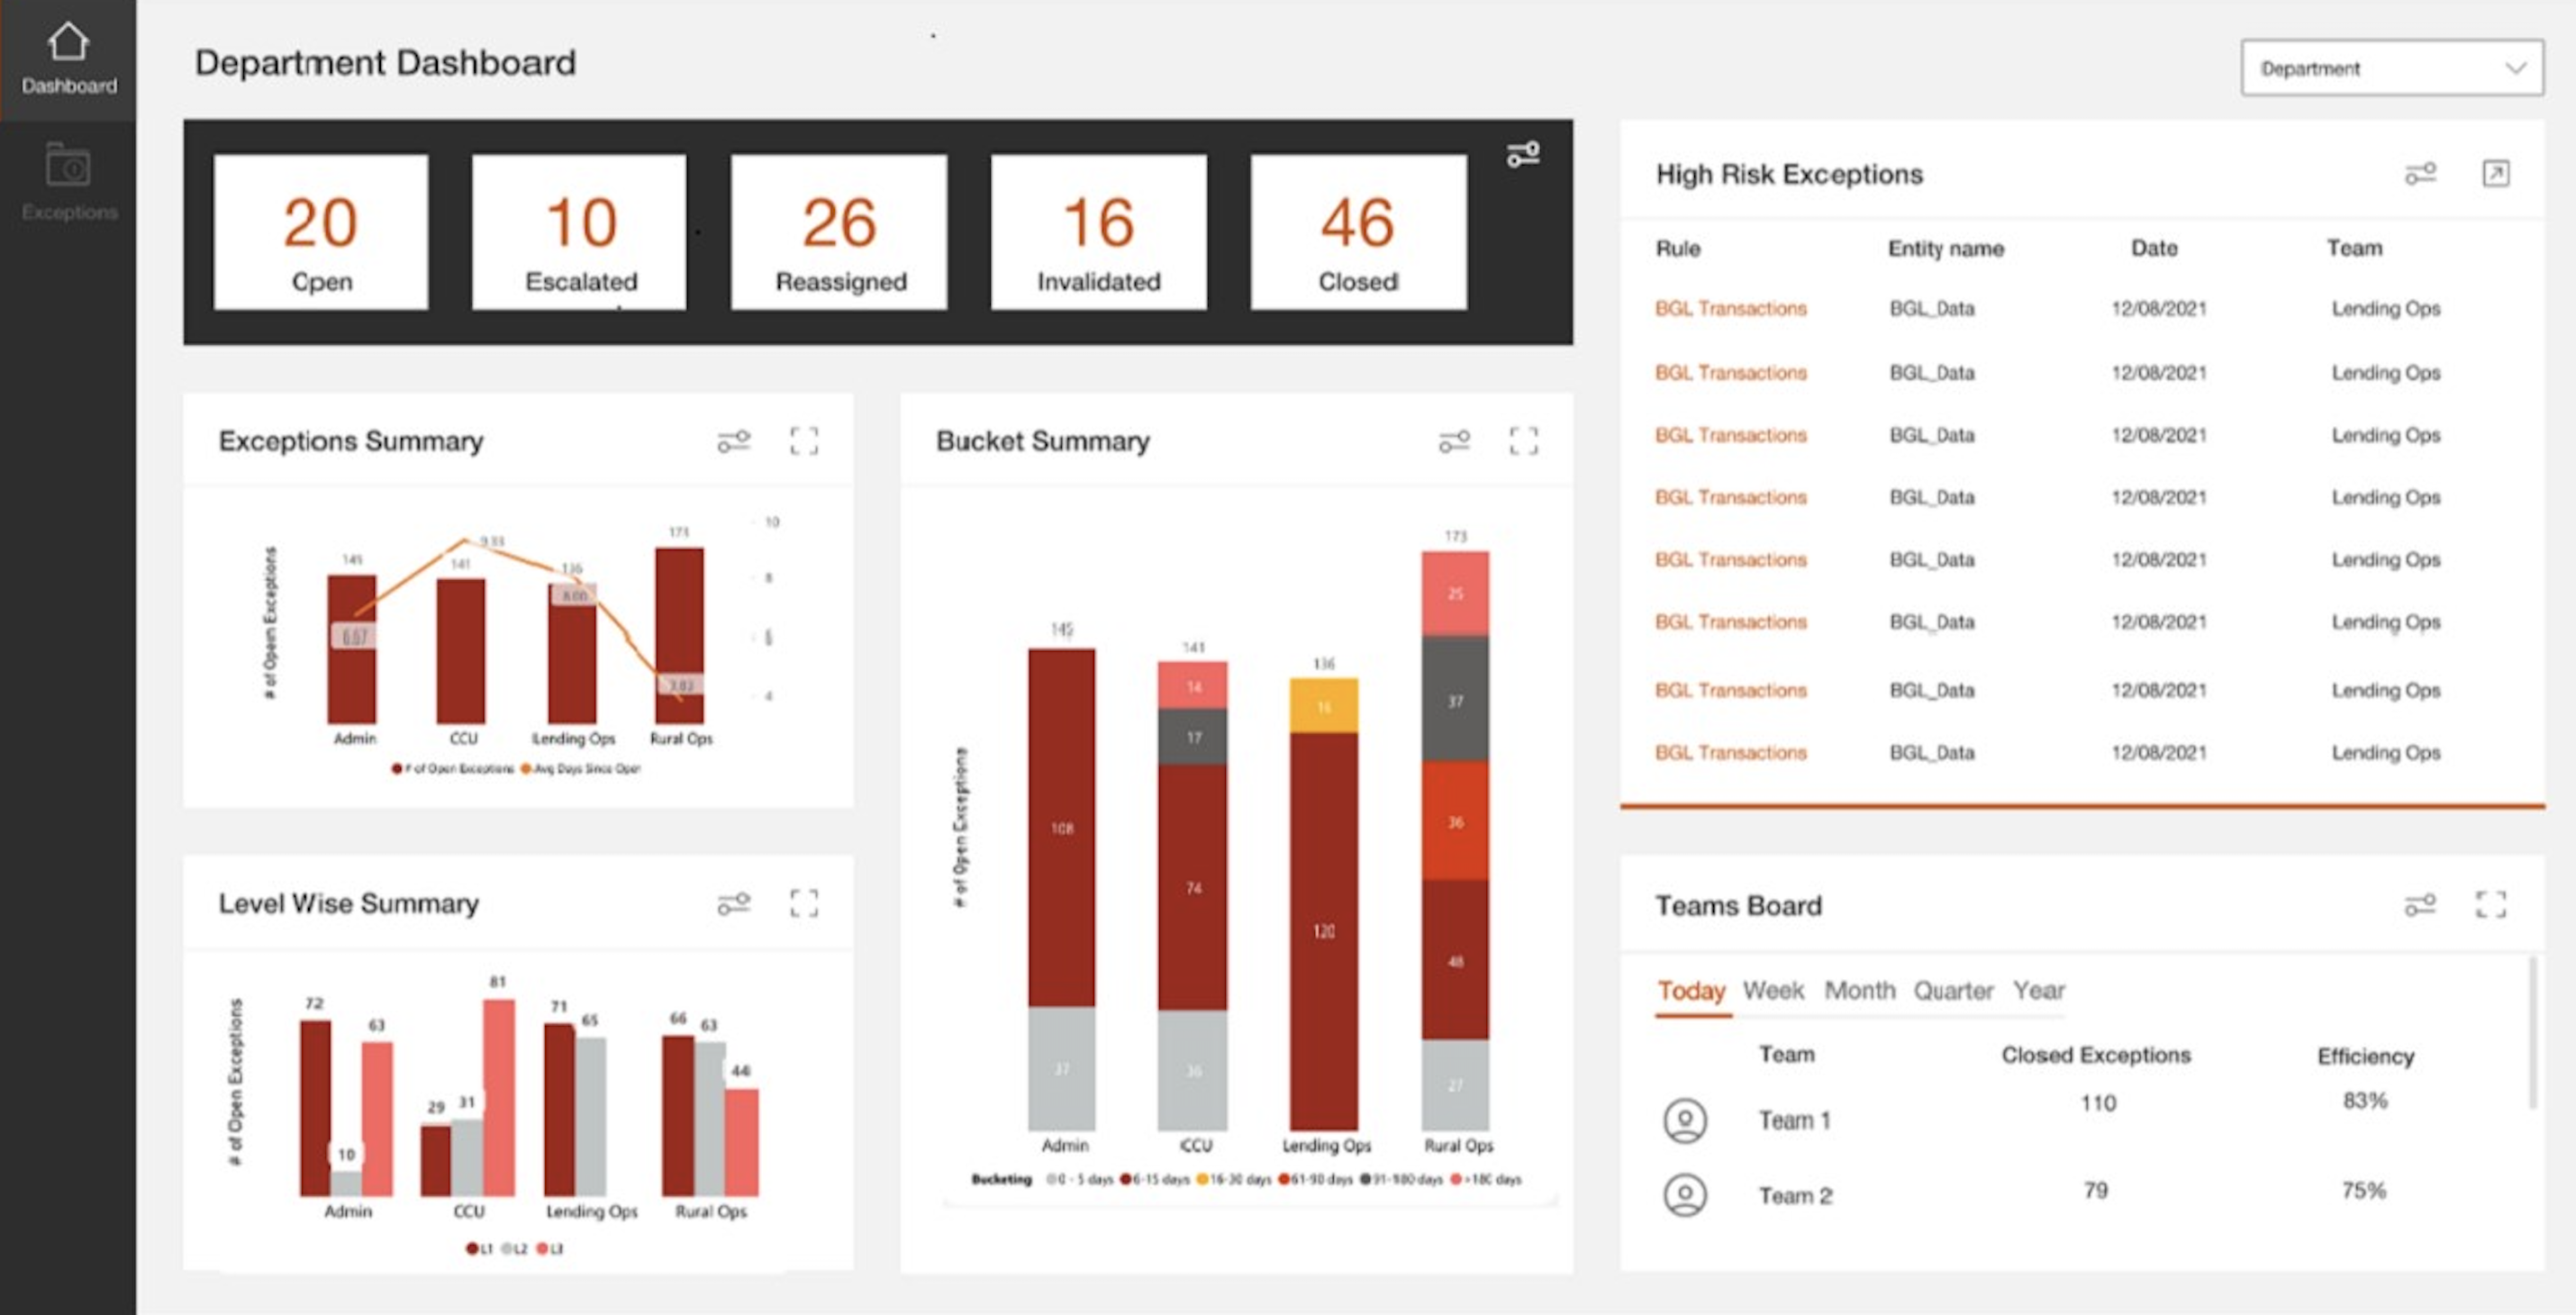 Dashboard
Exceptions
Department Dashboard
Department
20
Open
10
Escalated
26
Reassigned
16
Invalidated
46
Closed
Exceptions Summary
# of Open Exceptions
145
141
9.33
136
173
6.67
8.00
10
8
6
4
Admin
CCU
Lending Ops
Rural Ops
# of Open Exceptions
Avg Days Since Open
Level Wise Summary
# of Open Exceptions
72
10
63
29
31
81
71
65
66
63
44
Admin
CCU
Lending Ops
Rural Ops
L1
L2
L3
Bucket Summary
# of Open Exceptions
145
108
37
141
14
17
74
36
136
16
120
173
25
37
36
48
27
Admin
CCU
Lending Ops
Rural Ops
Bucketing 0 - 5 days 6-15 days 16-30 days 61-90 days 91-180 days >180 days
High Risk Exceptions
Rule Entity name Date Team
BGL Transactions BGL_Data 12/08/2021 Lending Ops
BGL Transactions BGL_Data 12/08/2021 Lending Ops
BGL Transactions BGL_Data 12/08/2021 Lending Ops
BGL Transactions BGL_Data 12/08/2021 Lending Ops
BGL Transactions BGL_Data 12/08/2021 Lending Ops
BGL Transactions BGL_Data 12/08/2021 Lending Ops
BGL Transactions BGL_Data 12/08/2021 Lending Ops
BGL Transactions BGL_Data 12/08/2021 Lending Ops
Teams Board
Today Week Month Quarter Year
Team Closed Exceptions Efficiency
Team 1 110 83%
Team 2 79 75%